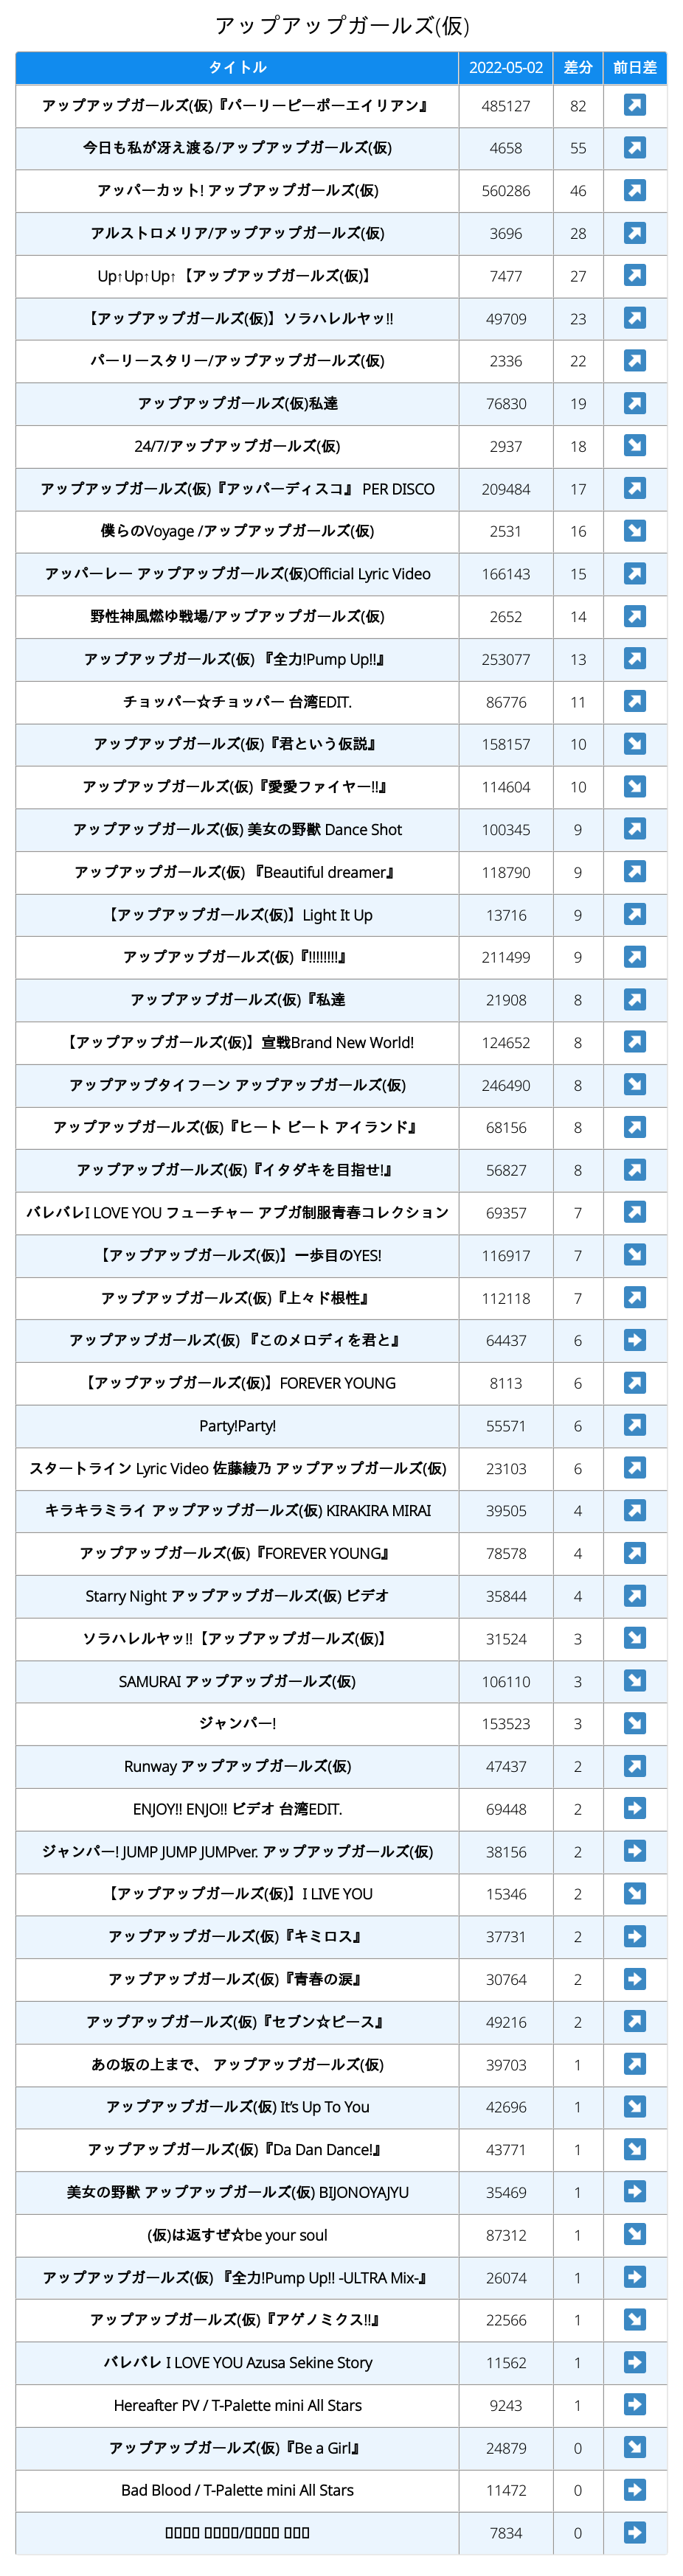 アップアップガールズ(仮)
タイトル 2022-05-02 差分 前日差
アップアップガールズ(仮)『パーリーピーポーエイリアン』 485127 82
今日も私が冴え渡る/アップアップガールズ(仮) 4658 55
アッパーカット! アップアップガールズ(仮) 560286 46
アルストロメリア/アップアップガールズ(仮) 3696 28
Up↑Up↑Up↑【アップアップガールズ(仮)】 7477 27
【アップアップガールズ(仮)】ソラハレルヤッ!! 49709 23
パーリースタリー/アップアップガールズ(仮) 2336 22
アップアップガールズ(仮)私達 76830 19
24/7/アップアップガールズ(仮) 2937 18
アップアップガールズ(仮)『アッパーディスコ』 PER DISCO 209484 17
僕らのVoyage /アップアップガールズ(仮) 2531 16
アッパーレー アップアップガールズ(仮)Official Lyric Video 166143 15
野性神風燃ゆ戦場/アップアップガールズ(仮) 2652 14
アップアップガールズ(仮) 『全力!Pump Up!!』 253077 13
チョッパー☆チョッパー 台湾EDIT. 86776 11
アップアップガールズ(仮)『君という仮説』 158157 10
アップアップガールズ(仮)『愛愛ファイヤー!!』 114604 10
アップアップガールズ(仮) 美女の野獣 Dance Shot 100345 9
アップアップガールズ(仮) 『Beautiful dreamer』 118790 9
【アップアップガールズ(仮)】Light It Up 13716 9
アップアップガールズ(仮)『!!!!!!!!』 211499 9
アップアップガールズ(仮)『私達 21908 8
【アップアップガールズ(仮)】宣戦Brand New World! 124652 8
アップアップタイフーン アップアップガールズ(仮) 246490 8
アップアップガールズ(仮)『ヒート ビート アイランド』 68156 8
アップアップガールズ(仮)『イタダキを目指せ!』 56827 8
バレバレI LOVE YOU フューチャー アプガ制服青春コレクション 69357 7
【アップアップガールズ(仮)】一歩目のYES! 116917 7
アップアップガールズ(仮)『上々ド根性』 112118 7
アップアップガールズ(仮) 『このメロディを君と』 64437 6
【アップアップガールズ(仮)】FOREVER YOUNG 8113 6
Party!Party! 55571 6
スタートライン Lyric Video 佐藤綾乃 アップアップガールズ(仮) 23103 6
キラキラミライ アップアップガールズ(仮) KIRAKIRA MIRAI 39505 4
アップアップガールズ(仮)『FOREVER YOUNG』 78578 4
Starry Night アップアップガールズ(仮) ビデオ 35844 4
ソラハレルヤッ!!【アップアップガールズ(仮)】 31524 3
SAMURAI アップアップガールズ(仮) 106110 3
ジャンパー! 153523 3
Runway アップアップガールズ(仮) 47437 2
ENJOY!! ENJO!! ビデオ 台湾EDIT. 69448 2
ジャンパー! JUMP JUMP JUMPver. アップアップガールズ(仮) 38156 2
【アップアップガールズ(仮)】I LIVE YOU 15346 2
アップアップガールズ(仮)『キミロス』 37731 2
アップアップガールズ(仮)『青春の涙』 30764 2
アップアップガールズ(仮)『セブン☆ピース』 49216 2
あの坂の上まで、 アップアップガールズ(仮) 39703 1
アップアップガールズ(仮) It's Up To You 42696 1
アップアップガールズ(仮)『Da Dan Dance!』 43771 1
美女の野獣 アップアップガールズ(仮) BIJONOYAJYU 35469 1
(仮)は返すぜ☆be your soul 87312 1
アップアップガールズ(仮) 『全力!Pump Up!! -ULTRA Mix-』 26074 1
アップアップガールズ(仮)『アゲノミクス!!』 22566 1
バレバレ I LOVE YOU Azusa Sekine Story 11562 1
Hereafter PV / T-Palette mini All Stars 9243 1
アップアップガールズ(仮)『Be a Girl』 24879 0
Bad Blood / T-Palette mini All Stars 11472 0
7834 0